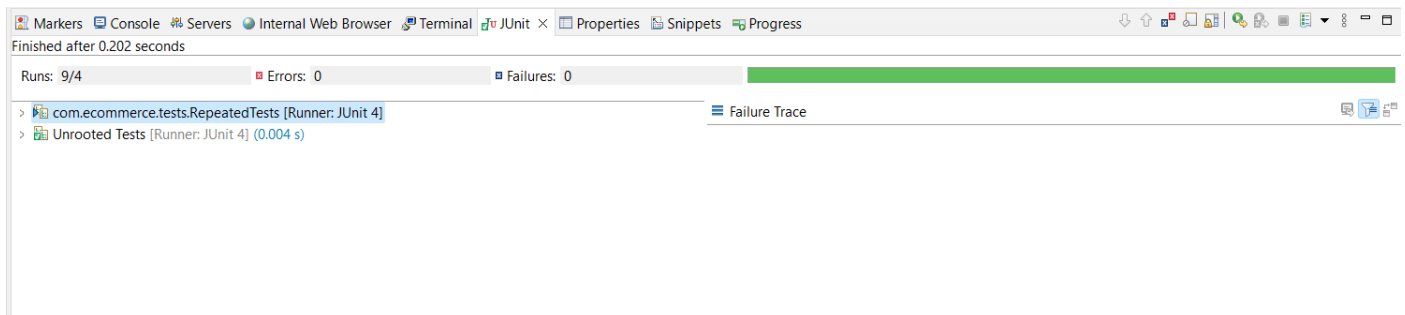 Markers Console Servers Internal Web Browser Terminal JUnit Properties Snippets Progress
Finished after 0.202 seconds
Runs: 9/4 Errors: 0 Failures: 0
com.ecommerce.tests.RepeatedTests [Runner: JUnit 4] Failure Trace
Unrooted Tests [Runner: JUnit 4] (0.004 s)